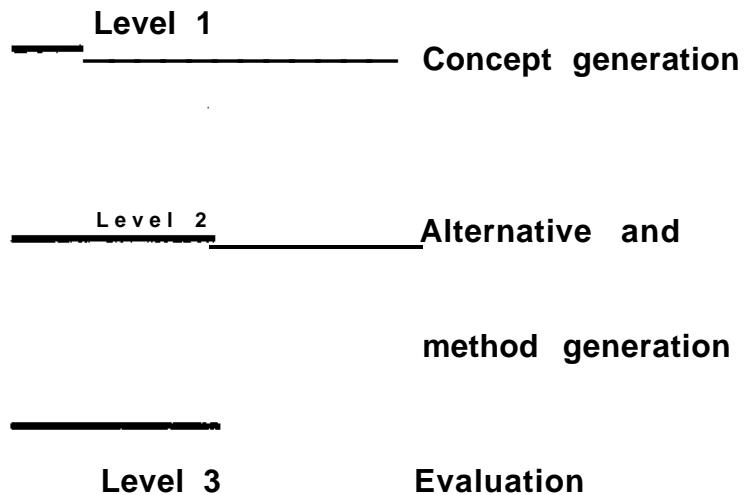 Level 1
Concept generation
Level 2
Alternative and
method generation
Level 3 Evaluation